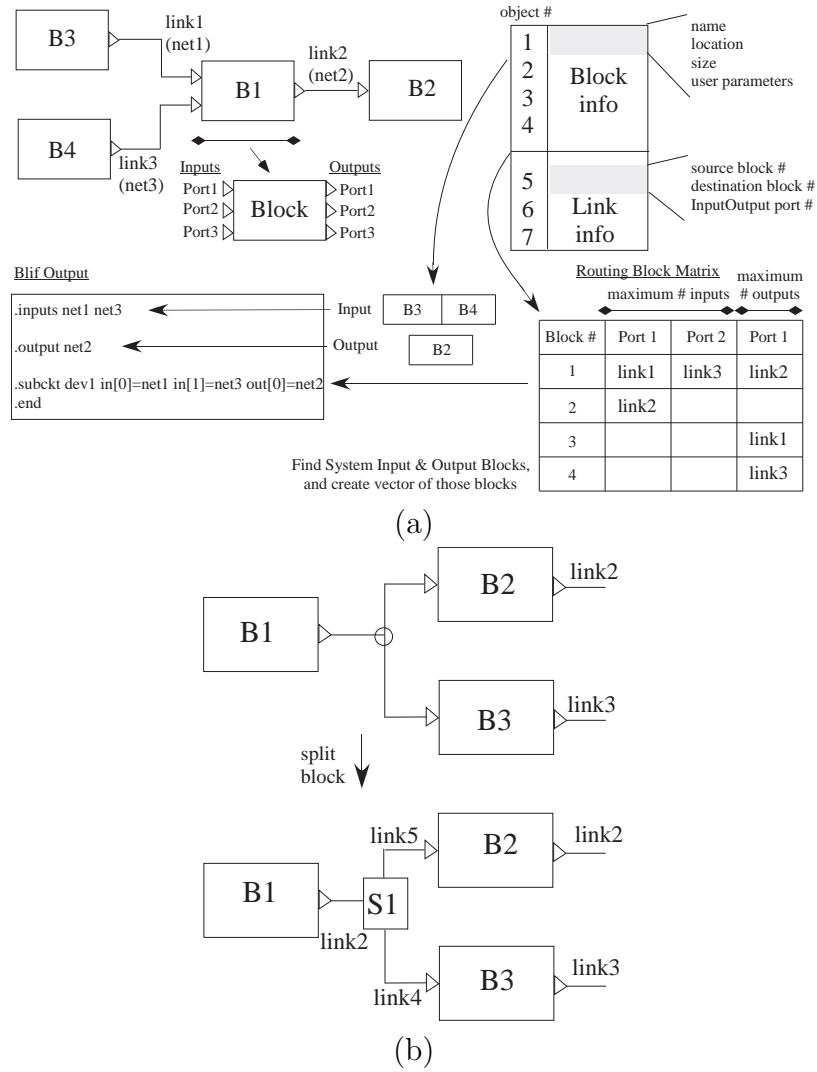 B3
link1
(net1)
B1
link2
(net2)
B2
B4
link3
(net3)
Inputs
Port1
Port2
Port3
Block
Outputs
Port1
Port2
Port3
object #
1
2
3
4
Block
info
name
location
size
user parameters
5
6
7
Link
info
source block #
destination block #
InputOutput port #
Blif Output
.inputs net1 net3
.output net2
.subckt dev1 in[0]=net1 in[1]=net3 out[0]=net2
.end
Input
B3 B4
Output
B2
Routing Block Matrix
maximum # inputs
maximum
# outputs
Block # Port 1 Port 2 Port 1
1 link1 link3 link2
2 link2
3 link1
4 link3
Find System Input & Output Blocks,
and create vector of those blocks
(a)
B1
B2
link2
B3
link3
split
block
B1
link2
S1
link5
B2
link2
link4
B3
link3
(b)